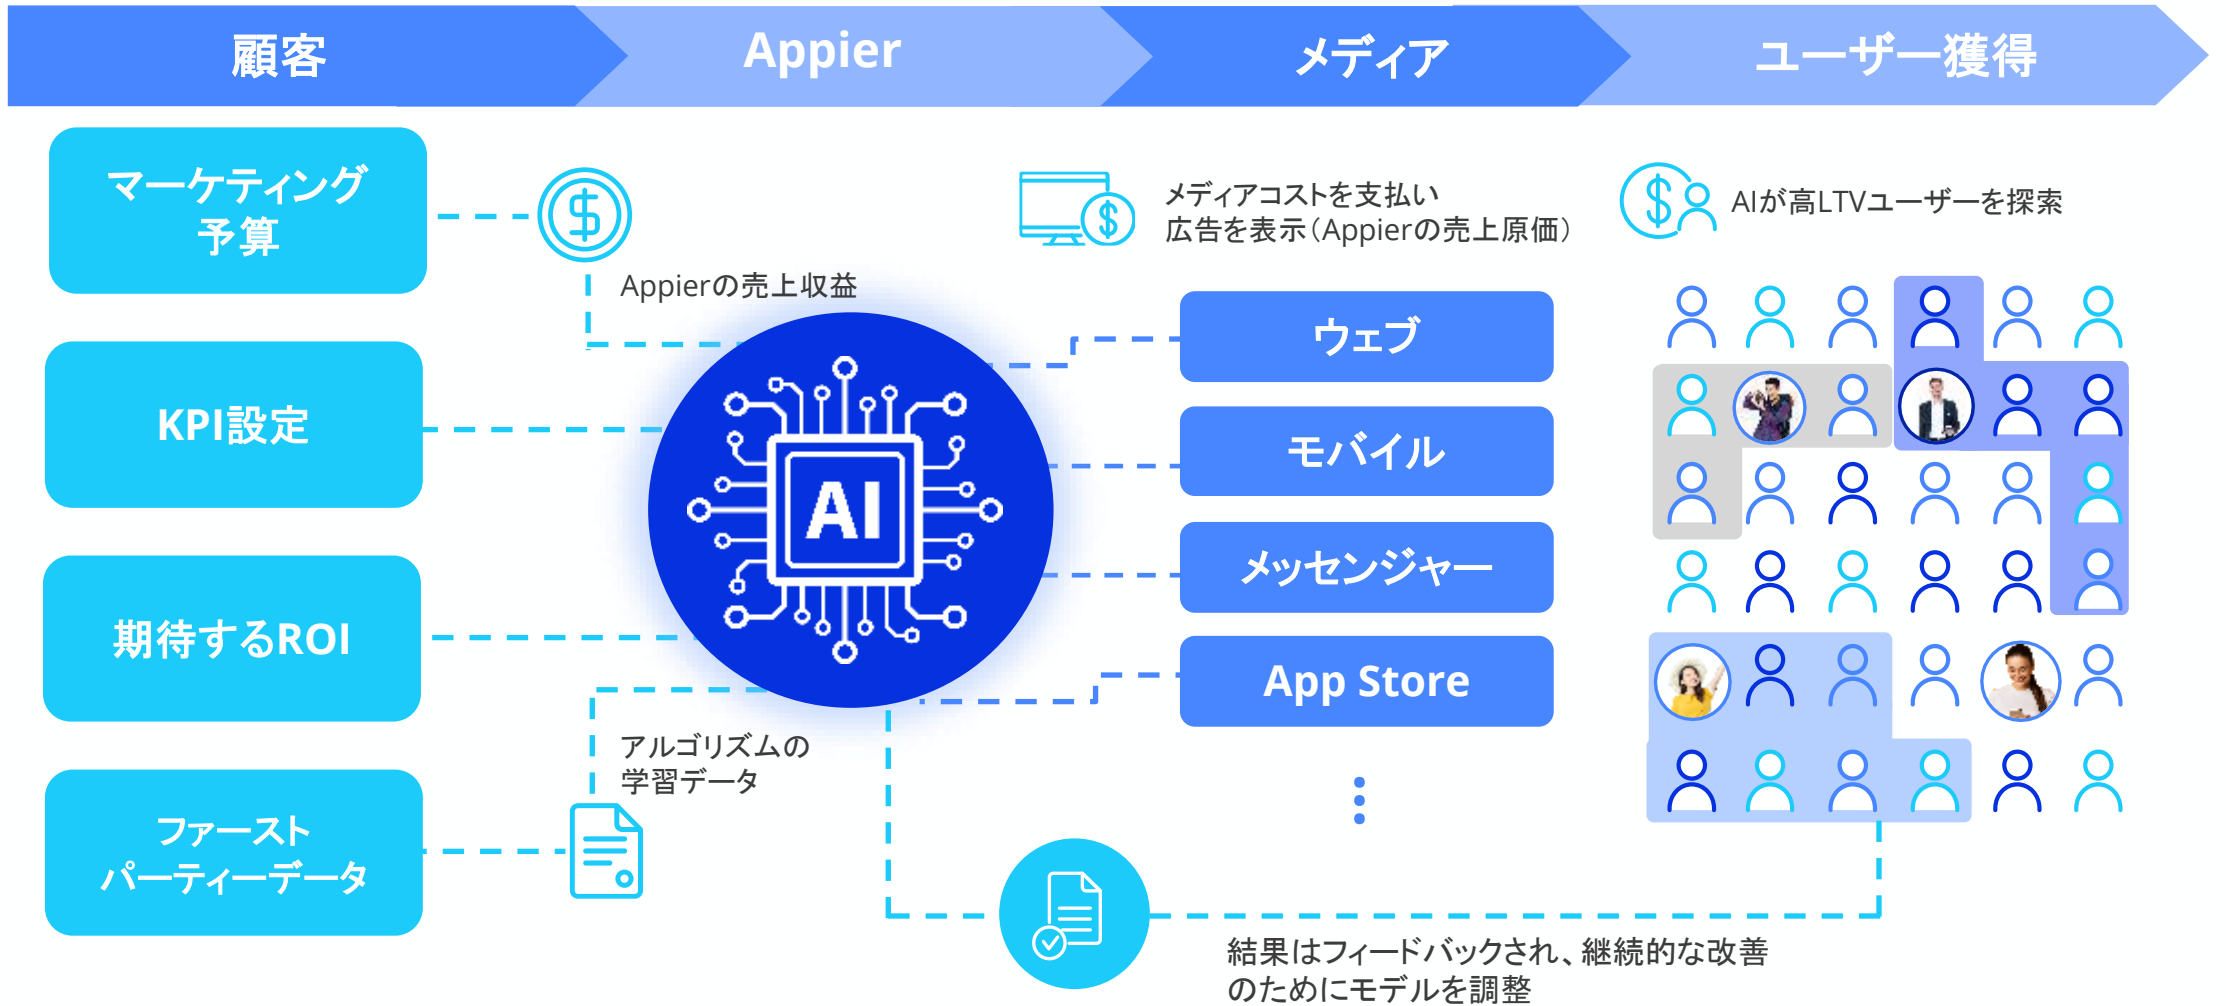 顧客
Appier
メディア
ユーザー獲得
マーケティング
予算
KPI設定
期待するROI
ファースト
パーティーデータ
Appierの売上収益
AI
アルゴリズムの
学習データ
メディアコストを支払い
広告を表示（Appierの売上原価）
ウェブ
モバイル
メッセンジャー
App Store
AIが高LTVユーザーを探索
結果はフィードバックされ、継続的な改善
のためにモデルを調整